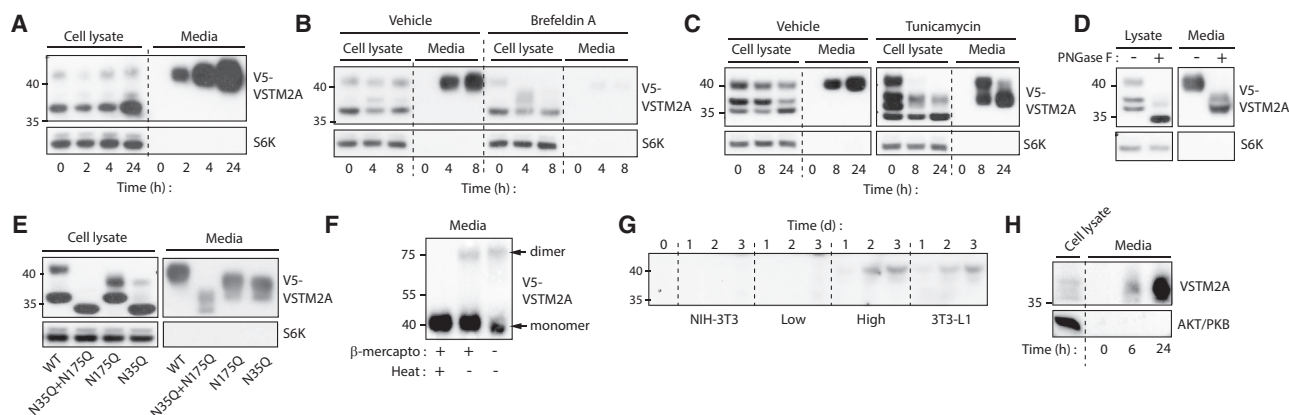 A
Cell lysate Media
40
35
V5-
VSTM2A
S6K
0 2 4 24 0 2 4 24
Time (h) :
B
Vehicle Brefeldin A
Cell lysate Media Cell lysate Media
40
35
V5-
VSTM2A
S6K
0 4 8 0 4 8 0 4 8 0 4 8
Time (h) :
C
Vehicle Tunicamycin
Cell lysate Media Cell lysate Media
40
35
V5-
VSTM2A
S6K
0 8 24 0 8 24 0 8 24 0 8 24
Time (h) :
D
Lysate Media
PNGase F : - + - +
40
35
V5-
VSTM2A
S6K
E
Cell lysate Media
40
35
V5-
VSTM2A
S6K
WT N35Q+N175Q N175Q N35Q WT N35Q+N175Q N175Q N35Q
F
Media
75
55
40
dimer
V5-
VSTM2A
monomer
β-mercapto : + + -
Heat : + - -
G
Time (d) :
0 1 2 3 1 2 3 1 2 3 1 2 3
40
35
NIH-3T3 Low High 3T3-L1
H
Cell lysate Media
35
VSTM2A
AKT/PKB
Time (h) : 0 6 24